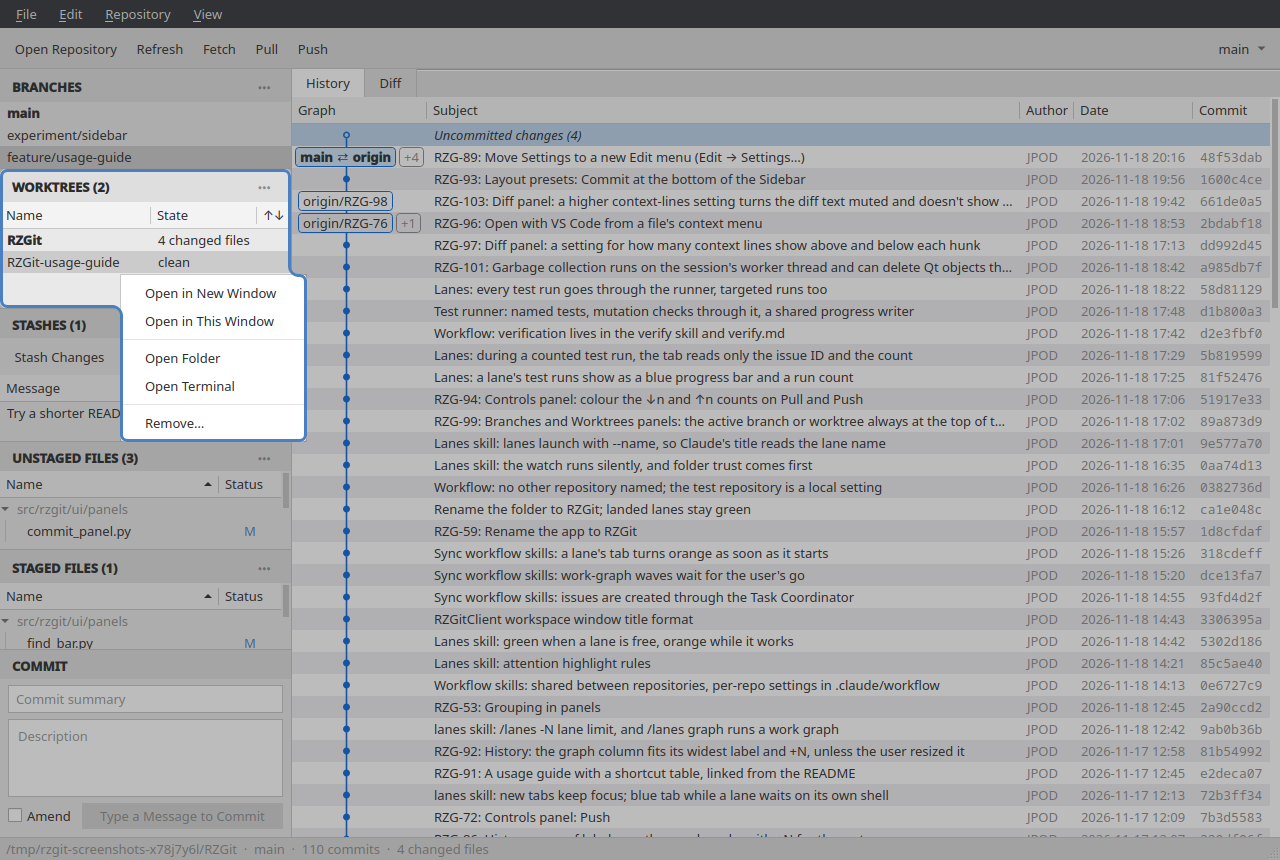 File Edit Repository View
Open Repository Refresh Fetch Pull Push main
BRANCHES ···
main
experiment/sidebar
feature/usage-guide
WORKTREES (2) ···
Name State ↑↓
RZGit 4 changed files
RZGit-usage-guide clean
Open in New Window
Open in This Window
Open Folder
Open Terminal
Remove...
STASHES (1)
Stash Changes
Message
Try a shorter READ
UNSTAGED FILES (3) ···
Name Status
src/rzgit/ui/panels
commit_panel.py M
STAGED FILES (1) ···
Name Status
src/rzgit/ui/panels
find_bar.py M
COMMIT
Commit summary
Description
Amend Type a Message to Commit
History Diff
Graph Subject Author Date Commit
Uncommitted changes (4)
main ⇄ origin +4 RZG-89: Move Settings to a new Edit menu (Edit → Settings…) JPOD 2026-11-18 20:16 48f53dab
RZG-93: Layout presets: Commit at the bottom of the Sidebar JPOD 2026-11-18 19:56 1600c4ce
origin/RZG-98 RZG-103: Diff panel: a higher context-lines setting turns the diff text muted and doesn't show ... JPOD 2026-11-18 19:42 661de0a5
origin/RZG-76 +1 RZG-96: Open with VS Code from a file's context menu JPOD 2026-11-18 18:53 2bdabf18
RZG-97: Diff panel: a setting for how many context lines show above and below each hunk JPOD 2026-11-18 17:13 dd992d45
RZG-101: Garbage collection runs on the session's worker thread and can delete Qt objects th... JPOD 2026-11-18 18:42 a985db7f
Lanes: every test run goes through the runner, targeted runs too JPOD 2026-11-18 18:22 58d81129
Test runner: named tests, mutation checks through it, a shared progress writer JPOD 2026-11-18 17:48 d1b800a3
Workflow: verification lives in the verify skill and verify.md JPOD 2026-11-18 17:42 d2e3fbf0
Lanes: during a counted test run, the tab reads only the issue ID and the count JPOD 2026-11-18 17:29 5b819599
Lanes: a lane's test runs show as a blue progress bar and a run count JPOD 2026-11-18 17:25 81f52476
RZG-94: Controls panel: colour the ↓n and ↑n counts on Pull and Push JPOD 2026-11-18 17:06 51917e33
RZG-99: Branches and Worktrees panels: the active branch or worktree always at the top of t... JPOD 2026-11-18 17:02 89a873d9
Lanes skill: lanes launch with --name, so Claude's title reads the lane name JPOD 2026-11-18 17:01 9e577a70
Lanes skill: the watch runs silently, and folder trust comes first JPOD 2026-11-18 16:35 0aa74d13
Workflow: no other repository named; the test repository is a local setting JPOD 2026-11-18 16:26 0382736d
Rename the folder to RZGit; landed lanes stay green JPOD 2026-11-18 16:12 ca1e048c
RZG-59: Rename the app to RZGit JPOD 2026-11-18 15:57 1d8cfdaf
Sync workflow skills: a lane's tab turns orange as soon as it starts JPOD 2026-11-18 15:26 318cdeff
Sync workflow skills: work-graph waves wait for the user's go JPOD 2026-11-18 15:20 dce13fa7
Sync workflow skills: issues are created through the Task Coordinator JPOD 2026-11-18 14:55 93fd4d2f
RZGitClient workspace window title format JPOD 2026-11-18 14:43 3306395a
Lanes skill: green when a lane is free, orange while it works JPOD 2026-11-18 14:42 5302d186
Lanes skill: attention highlight rules JPOD 2026-11-18 14:21 85c5ae40
Workflow skills: shared between repositories, per-repo settings in .claude/workflow JPOD 2026-11-18 14:13 0e6727c9
RZG-53: Grouping in panels JPOD 2026-11-18 12:45 2a90ccd2
lanes skill: /lanes -N lane limit, and /lanes graph runs a work graph JPOD 2026-11-18 12:42 9ab0b36b
RZG-92: History: the graph column fits its widest label and +N, unless the user resized it JPOD 2026-11-17 12:58 81b54992
RZG-91: A usage guide with a shortcut table, linked from the README JPOD 2026-11-17 12:45 e2deca07
lanes skill: new tabs keep focus; blue tab while a lane waits on its own shell JPOD 2026-11-17 12:13 72b3ff34
RZG-72: Controls panel: Push JPOD 2026-11-17 12:09 7b3d5583
/tmp/rzgit-screenshots-x78j7y6l/RZGit · main · 110 commits · 4 changed files